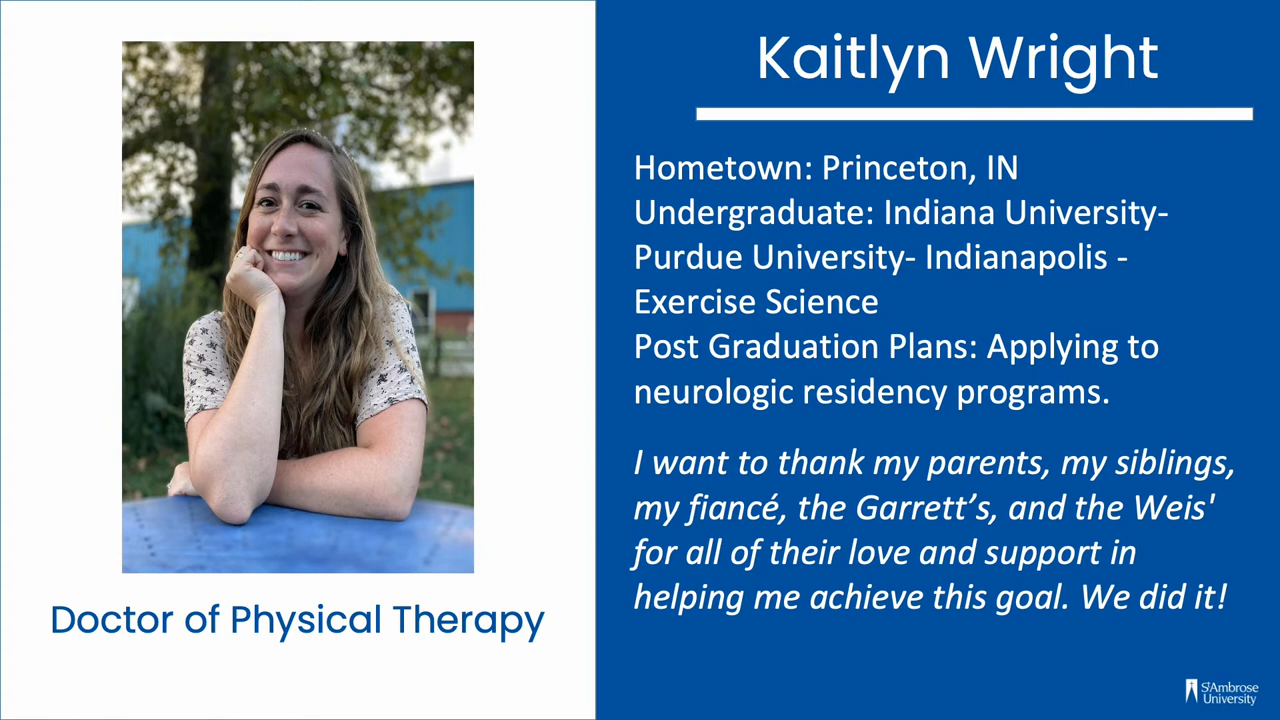 Kaitlyn Wright
Hometown: Princeton, IN
Undergraduate: Indiana University-
Purdue University- Indianapolis -
Exercise Science
Post Graduation Plans: Applying to
neurologic residency programs.
I want to thank my parents, my siblings,
my fiancé, the Garrett’s, and the Weis'
for all of their love and support in
helping me achieve this goal. We did it!
Doctor of Physical Therapy
St Ambrose
University